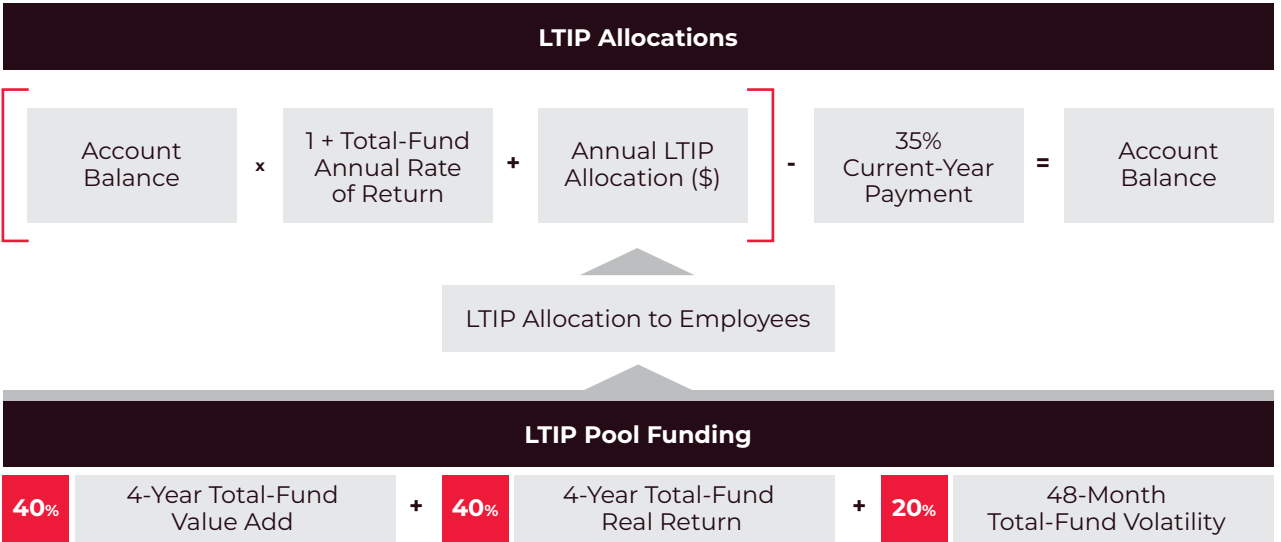 LTIP Allocations
Account
Balance
x
1 + Total-Fund
Annual Rate
of Return
+
Annual LTIP
Allocation ($)
-
35%
Current-Year
Payment
=
Account
Balance
LTIP Allocation to Employees
LTIP Pool Funding
40%
4-Year Total-Fund
Value Add
+
40%
4-Year Total-Fund
Real Return
+
20%
48-Month
Total-Fund Volatility